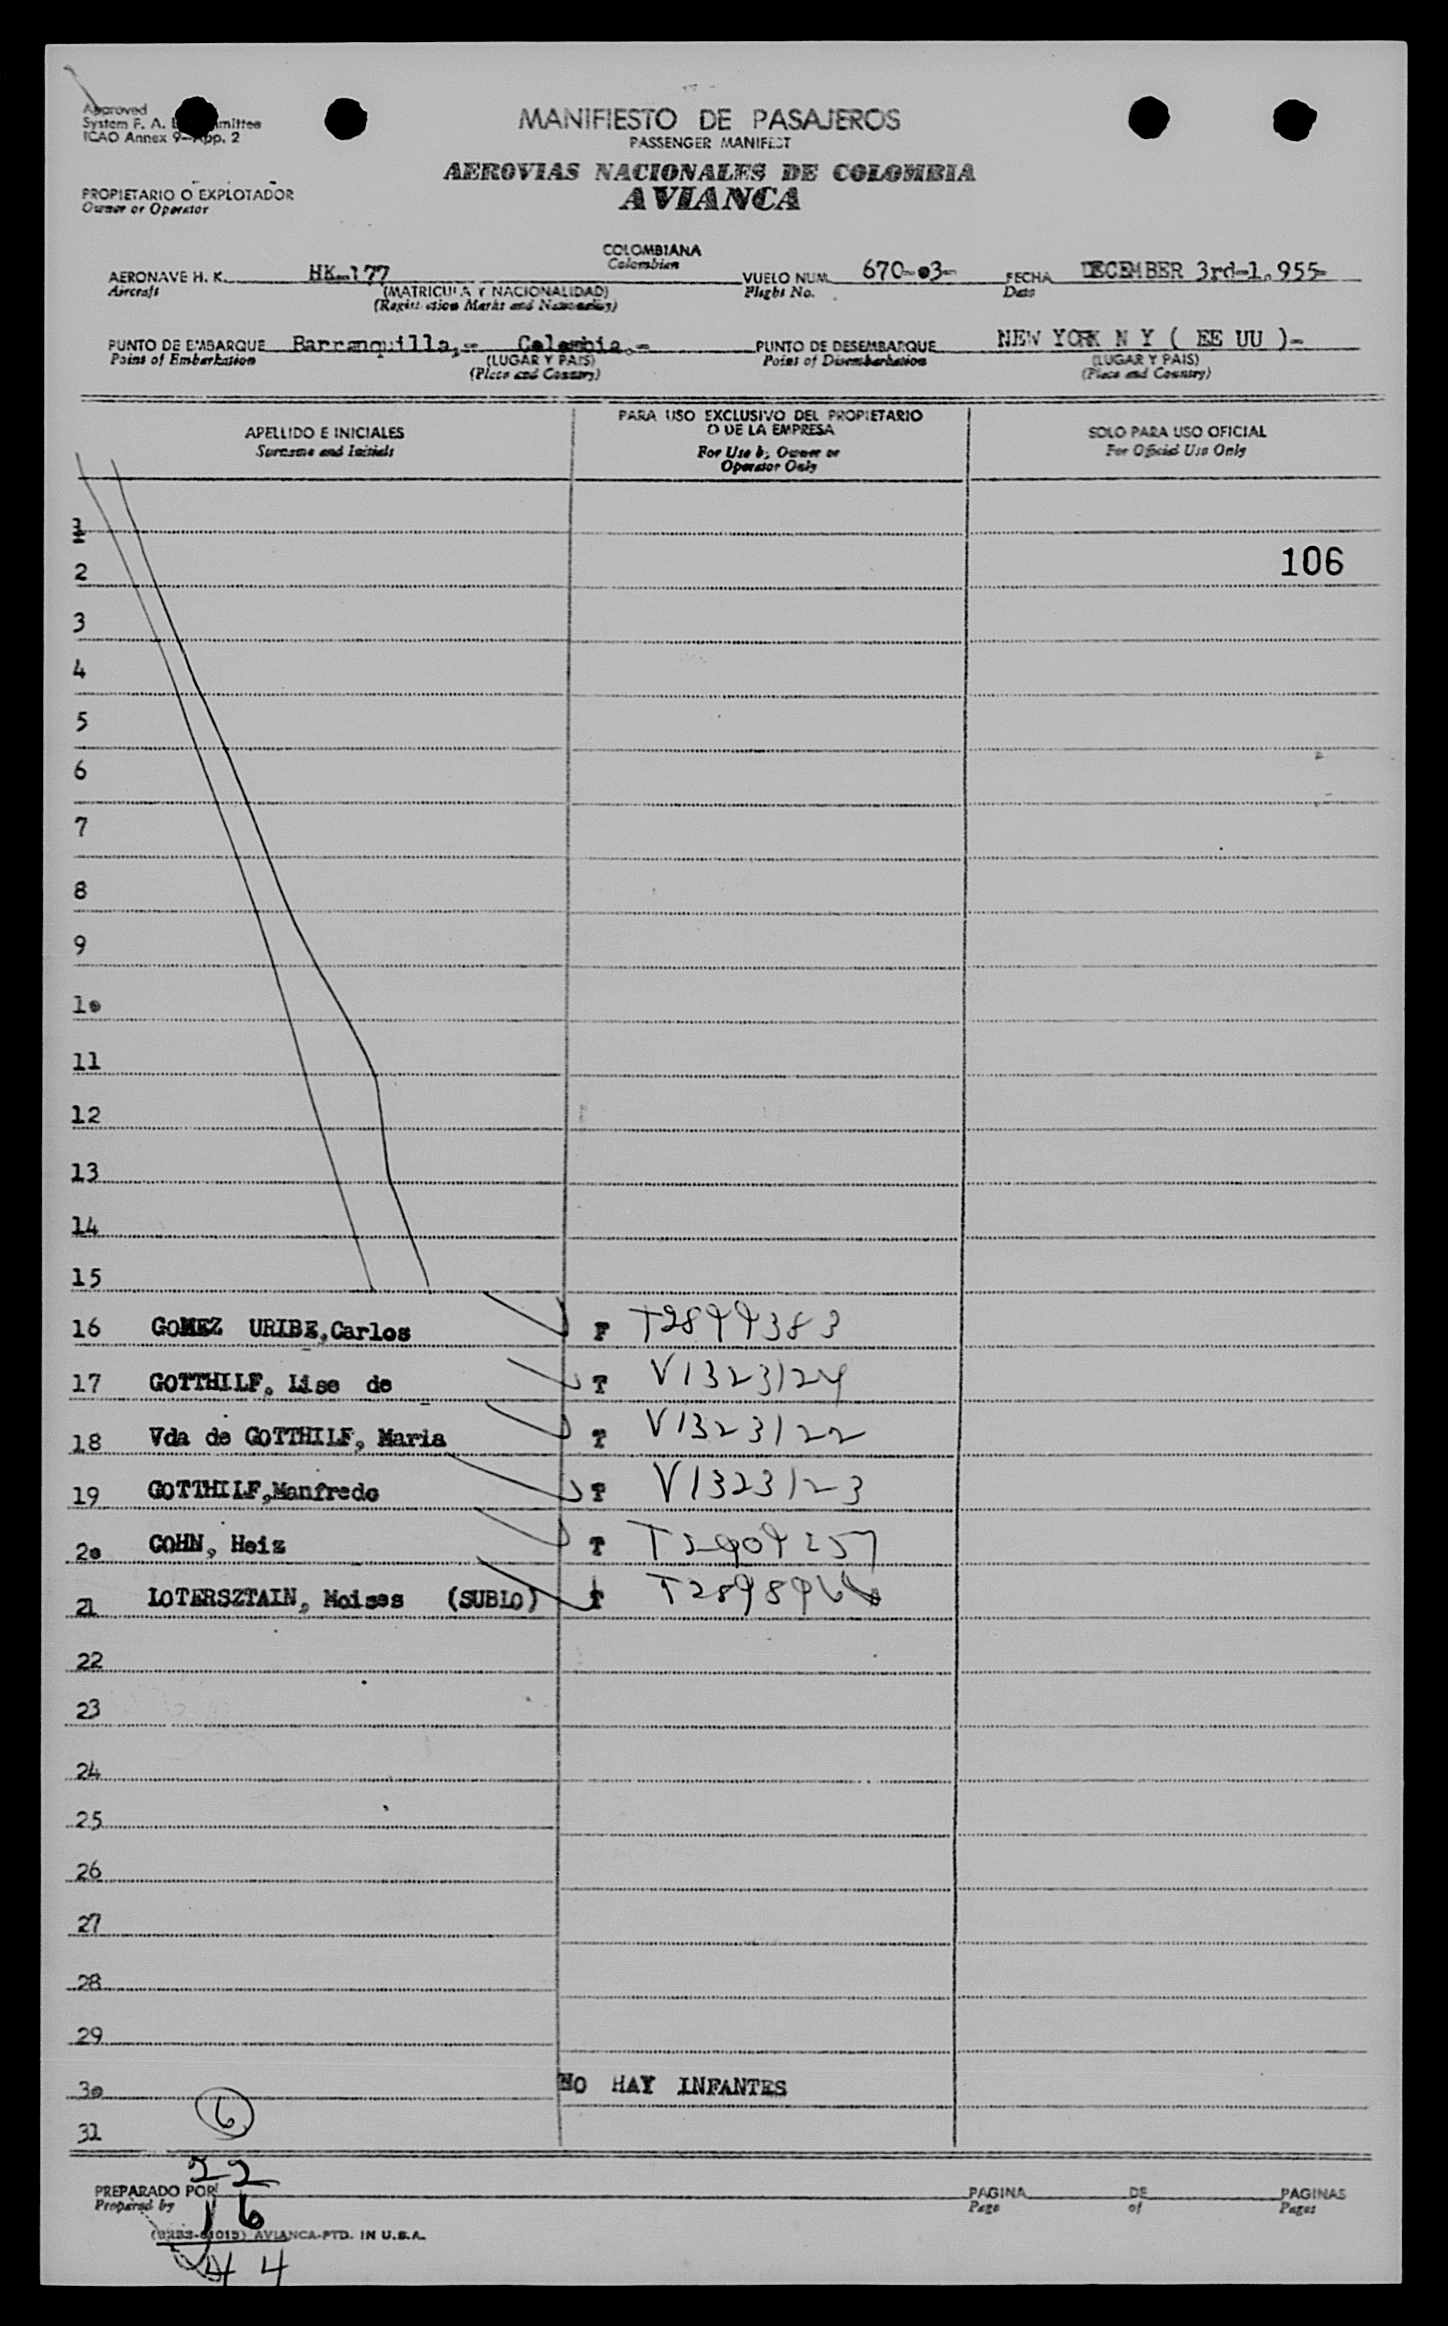 Approved
System F. A. L. Committee
ICAO Annex 9-App. 2
MANIFIESTO DE PASAJEROS
PASSENGER MANIFEST
AEROVIAS NACIONALES DE COLOMBIA
AVIANCA
PROPIETARIO O EXPLOTADOR
Owner or Operator
COLOMBIANA
Colombian
AERONAVE H. K. HK-177 VUELO NUM. 670-03- FECHA DECEMBER 3rd-1.955-
Aircraft (MATRICULA Y NACIONALIDAD) Flight No. Date
(Registration Marks and Nationality)
PUNTO DE EMBARQUE Barranquilla,- Colombia.- PUNTO DE DESEMBARQUE NEW YORK N Y ( EE UU )-
Point of Embarkation (LUGAR Y PAIS) Point of Disembarkation (LUGAR Y PAIS)
(Place and Country) (Place and Country)
APELLIDO E INICIALES PARA USO EXCLUSIVO DEL PROPIETARIO SOLO PARA USO OFICIAL
O DE LA EMPRESA
Surname and Initials For Use by Owner or For Official Use Only
Operator Only
1
106
2
3
4
5
6
7
8
9
10
11
12
13
14
15
16 GOMEZ URIBE,Carlos F T2899383
17 GOTTHILF, Lise de T V1323124
18 Vda de GOTTHILF, Maria T V1323122
19 GOTTHILF,Manfredo T V1323123
20 COHN, Heiz T T2909257
21 LOTERSZTAIN, Moises (SUBLO) T
22
23
24
25
26
27
28
29
30 NO HAY INFANTES
6
31
22
PREPARADO POR PAGINA DE PAGINAS
Prepared by Page of Pages
16
AVIANCA-PTD. IN U.S.A.
44